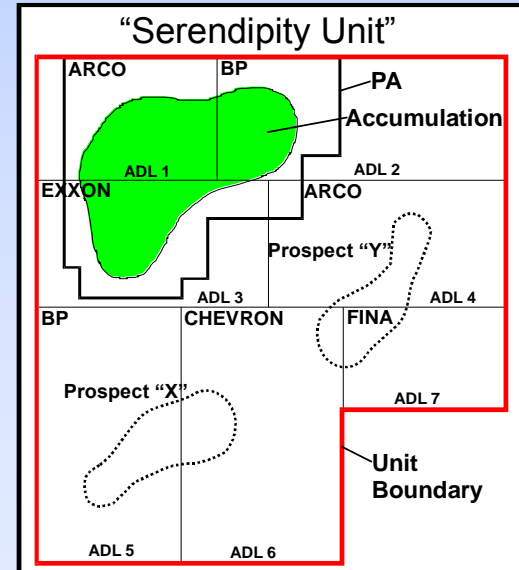 “Serendipity Unit”
ARCO
BP
PA
Accumulation
ADL 1
ADL 2
EXXON
ARCO
Prospect “Y”
ADL 3
ADL 4
BP
CHEVRON
FINA
Prospect “X”
ADL 7
Unit
Boundary
ADL 5
ADL 6